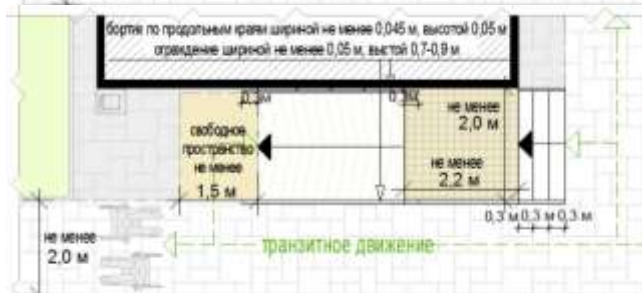 бортик по продольным краям шириной не менее 0,045 м, высотой 0,05 м
ограждение шириной не менее 0,05 м, выстой 0,7-0,9 м
0,3м
0,3м
не менее
2,0 м
свободное
пространство
не менее
1,5 м
не менее
2,2 м
0,3 м 0,3 м 0,3 м
не менее
2,0 м
транзитное движение